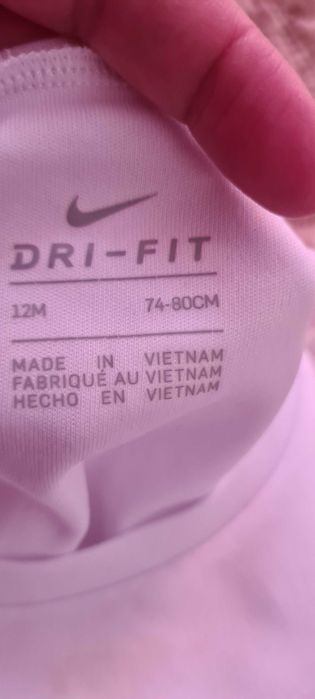 DRI-FIT
12M 74-80CM
MADE IN VIETNAM
FABRIQUÉ AU VIETNAM
HECHO EN VIETNAM